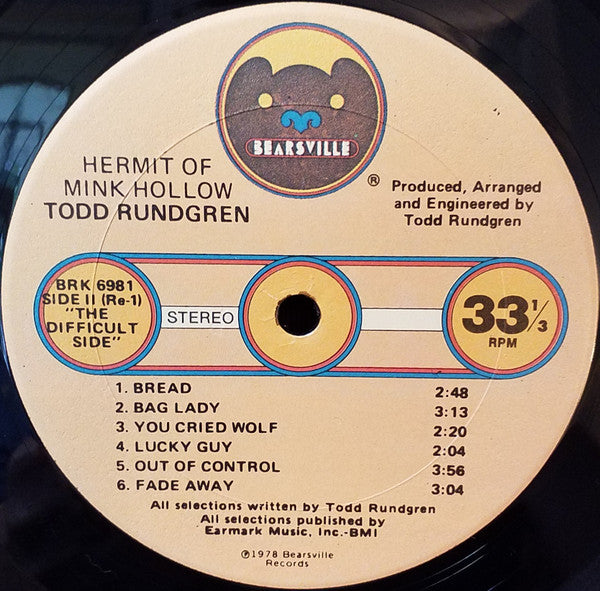 BEARSVILLE
®
HERMIT OF
MINK HOLLOW
TODD RUNDGREN
Produced, Arranged
and Engineered by
Todd Rundgren
BRK 6981
SIDE II (Re-1)
"THE
DIFFICULT
SIDE"
STEREO
33 1/3
RPM
1. BREAD 2:48
2. BAG LADY 3:13
3. YOU CRIED WOLF 2:20
4. LUCKY GUY 2:04
5. OUT OF CONTROL 3:56
6. FADE AWAY 3:04
All selections written by Todd Rundgren
All selections published by
Earmark Music, Inc.-BMI
℗1978 Bearsville
Records